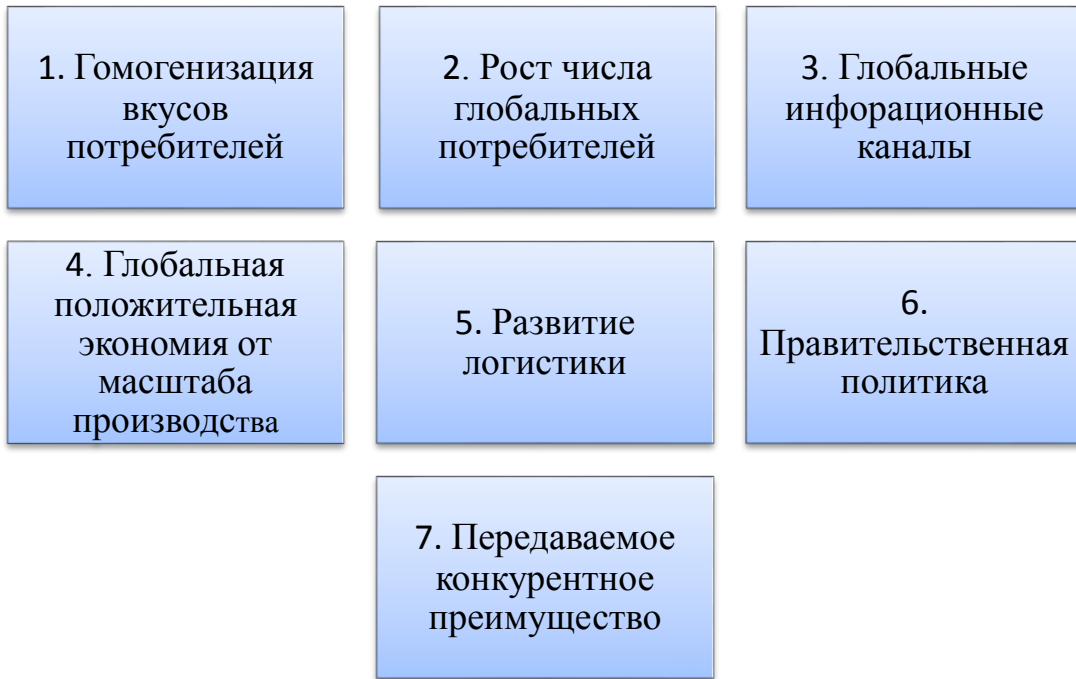 1. Гомогенизация
вкусов
потребителей
2. Рост числа
глобальных
потребителей
3. Глобальные
инфорационные
каналы
4. Глобальная
положительная
экономия от
масштаба
производства
5. Развитие
логистики
6.
Правительственная
политика
7. Передаваемое
конкурентное
преимущество